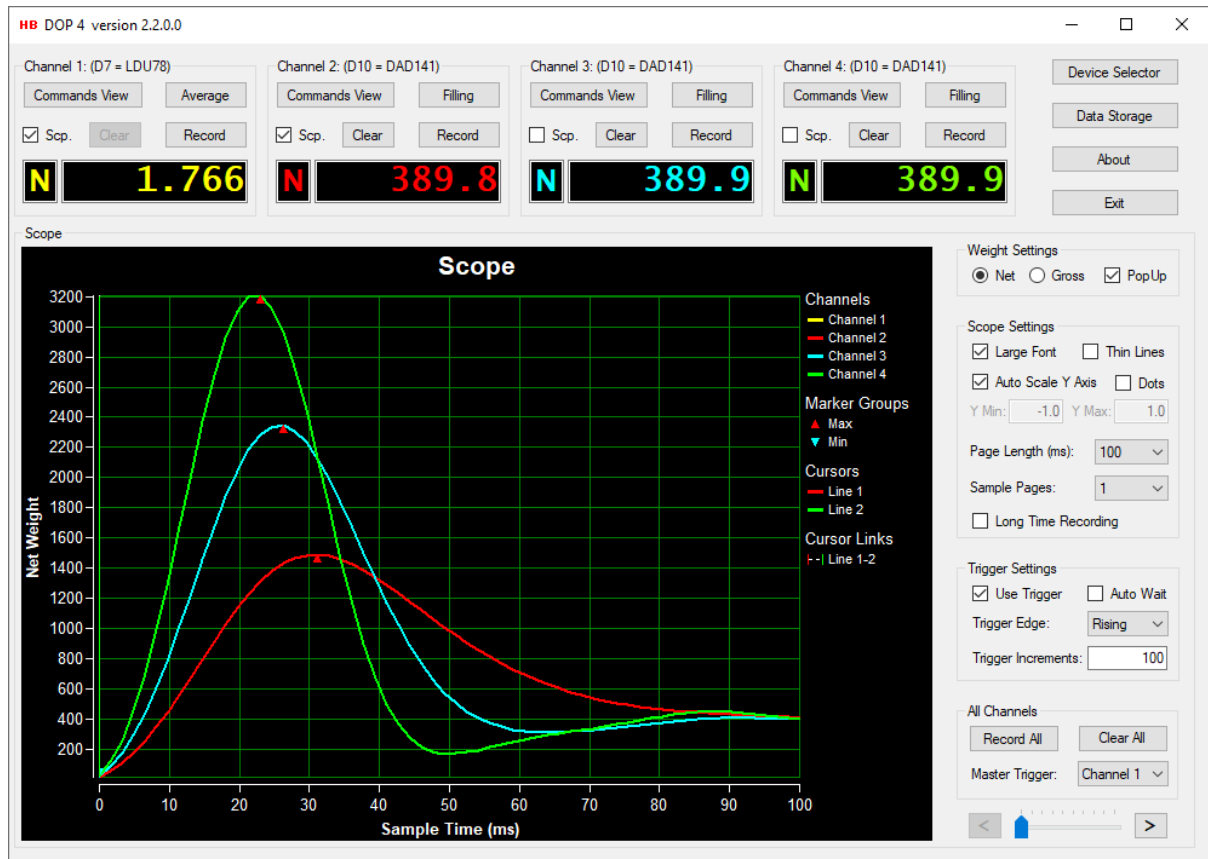 HB DOP 4 version 2.2.0.0
Channel 1: (D7 = LDU78)
Commands View
Average
Scp.
Clear
Record
N
1.766
Channel 2: (D10 = DAD141)
Commands View
Filling
Scp.
Clear
Record
N
389.8
Channel 3: (D10 = DAD141)
Commands View
Filling
Scp.
Clear
Record
N
389.9
Channel 4: (D10 = DAD141)
Commands View
Filling
Scp.
Clear
Record
N
389.9
Device Selector
Data Storage
About
Exit
Scope
Scope
Net Weight
3200
3000
2800
2600
2400
2200
2000
1800
1600
1400
1200
1000
800
600
400
200
0
10
20
30
40
50
60
70
80
90
100
Sample Time (ms)
Channels
Channel 1
Channel 2
Channel 3
Channel 4
Marker Groups
Max
Min
Cursors
Line 1
Line 2
Cursor Links
Line 1-2
Weight Settings
Net
Gross
PopUp
Scope Settings
Large Font
Thin Lines
Auto Scale Y Axis
Dots
Y Min: -1.0 Y Max: 1.0
Page Length (ms): 100
Sample Pages: 1
Long Time Recording
Trigger Settings
Use Trigger
Auto Wait
Trigger Edge: Rising
Trigger Increments: 100
All Channels
Record All
Clear All
Master Trigger: Channel 1
<
>